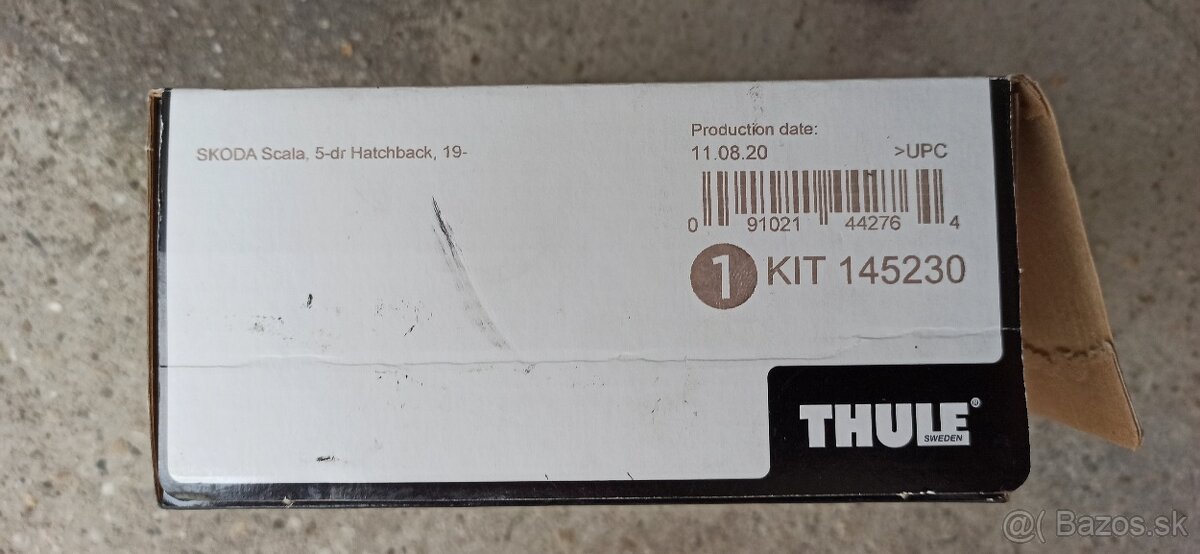 SKODA Scala, 5-dr Hatchback, 19-
Production date:
11.08.20 >UPC
0 91021 44276 4
1 KIT 145230
THULE®
SWEDEN
@( Bazos.sk